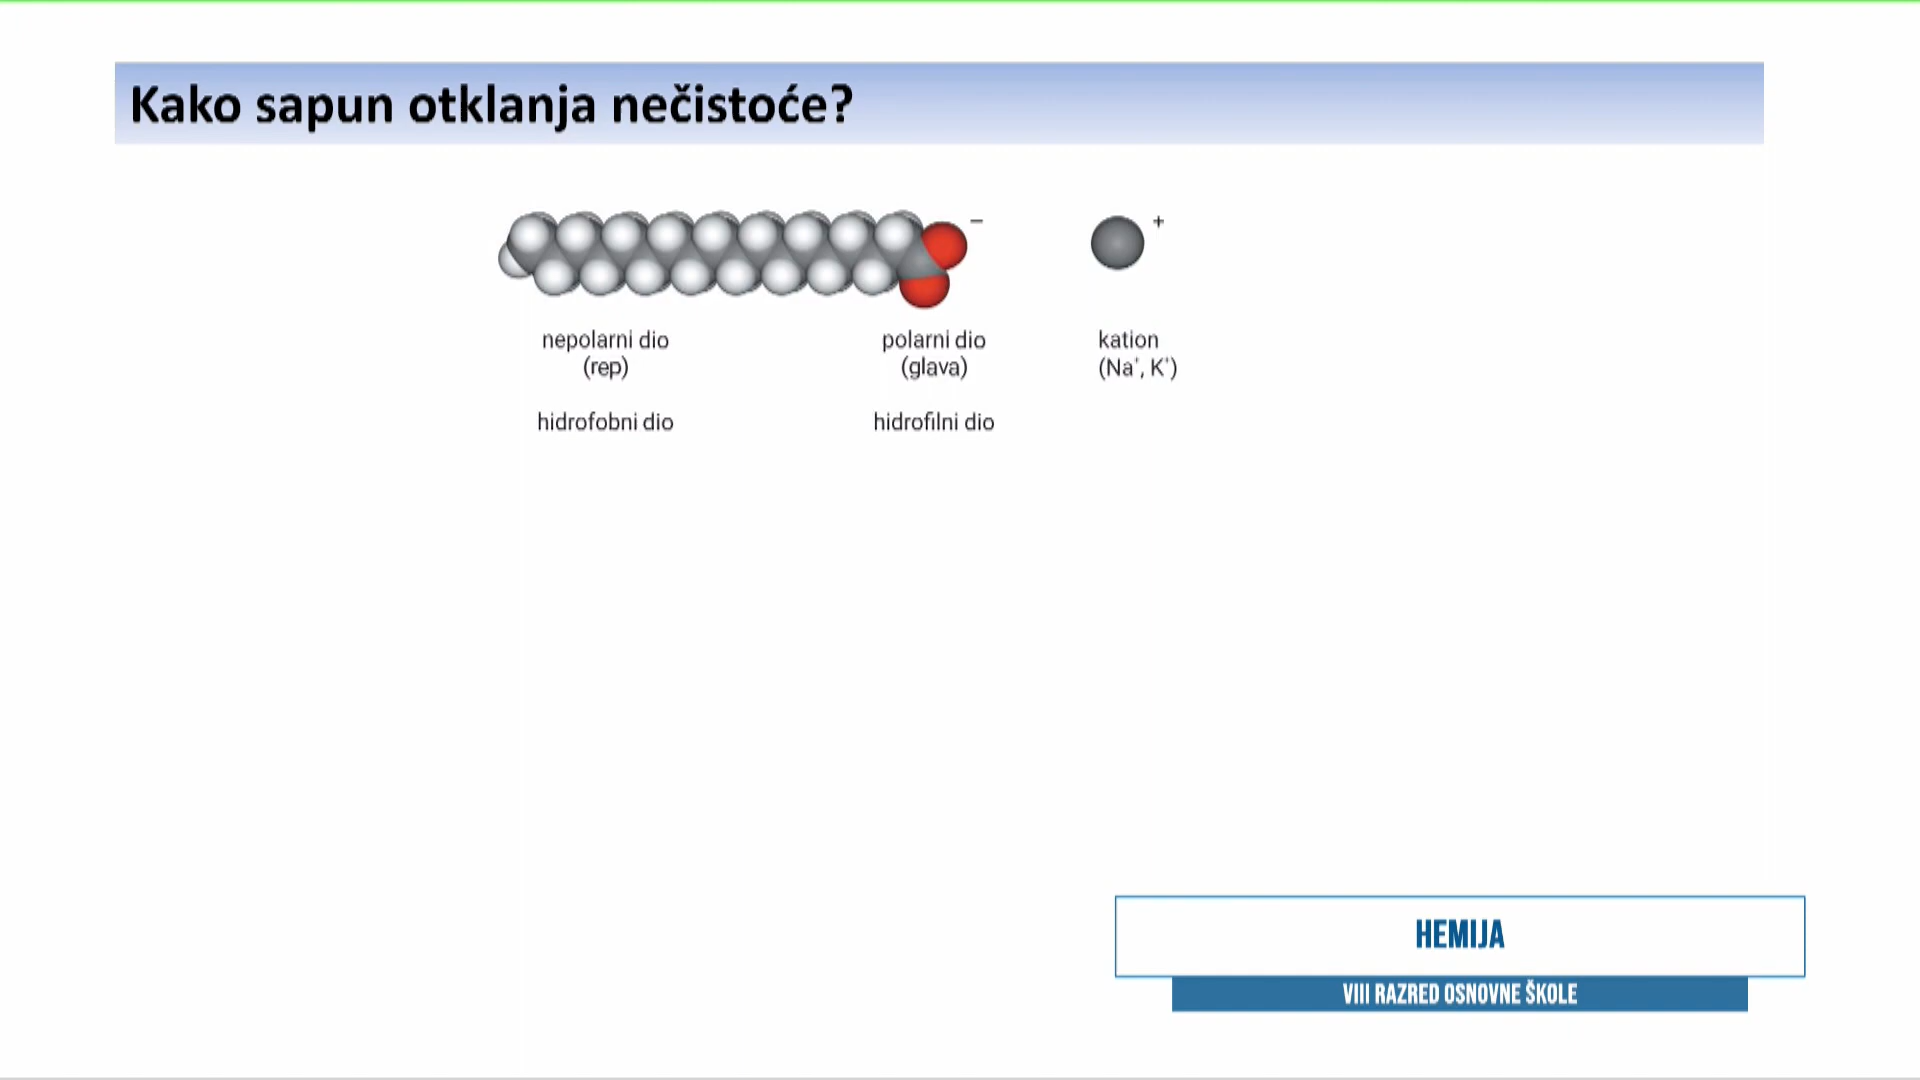 Kako sapun otklanja nečistoće?
−
+
nepolarni dio
(rep)
polarni dio
(glava)
kation
(Na⁺, K⁺)
hidrofobni dio
hidrofilni dio
HEMIJA
VIII RAZRED OSNOVNE ŠKOLE